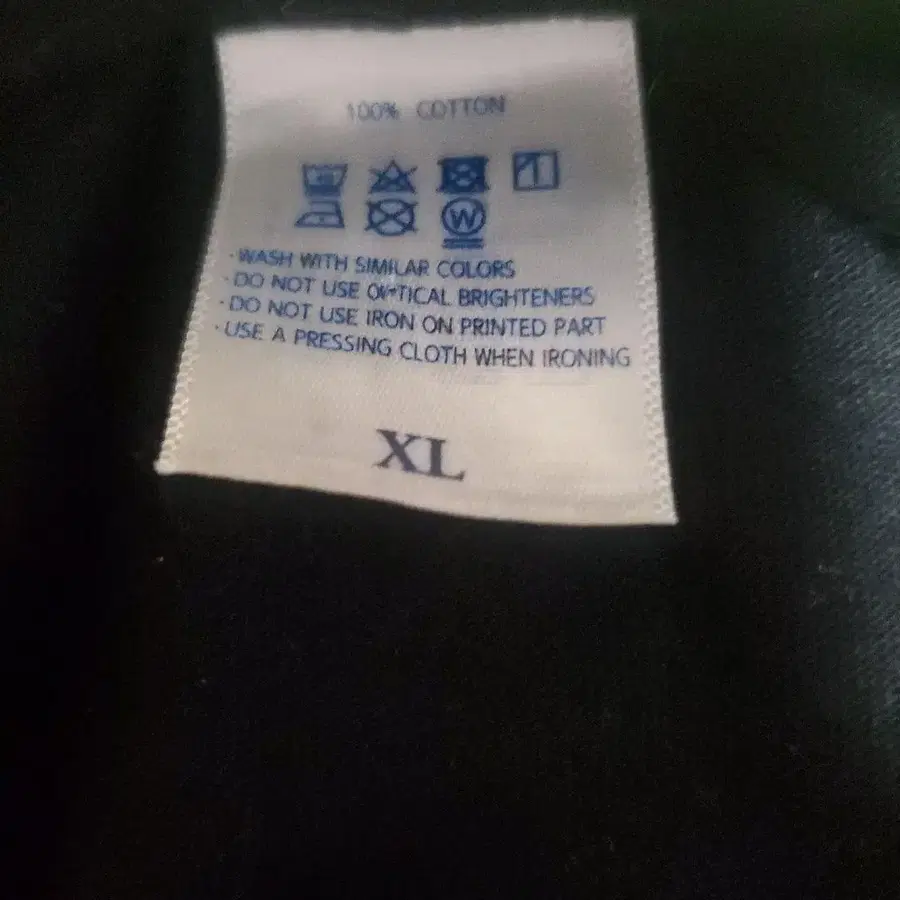 100% COTTON
W
· WASH WITH SIMILAR COLORS
· DO NOT USE OPTICAL BRIGHTENERS
· DO NOT USE IRON ON PRINTED PART
· USE A PRESSING CLOTH WHEN IRONING
XL